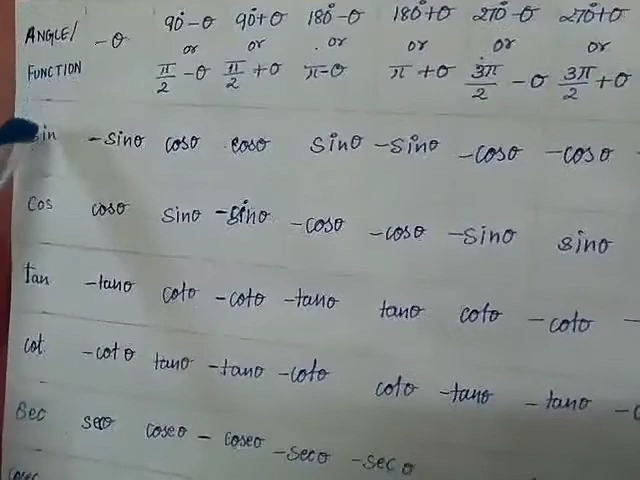 ANGLE/ -θ 90°-θ 90°+θ 180°-θ 180°+θ 270°-θ 270°+θ
or or or or or or
FUNCTION π/2 -θ π/2 +θ π-θ π+θ 3π/2 -θ 3π/2 +θ
sin -sinθ cosθ cosθ sinθ -sinθ -cosθ -cosθ -
cos cosθ sinθ -sinθ -cosθ -cosθ -sinθ sinθ
tan -tanθ cotθ -cotθ -tanθ tanθ cotθ -cotθ -
cot -cotθ tanθ -tanθ -cotθ cotθ -tanθ -tanθ -c
Sec secθ cosecθ -cosecθ -secθ -secθ
cosec